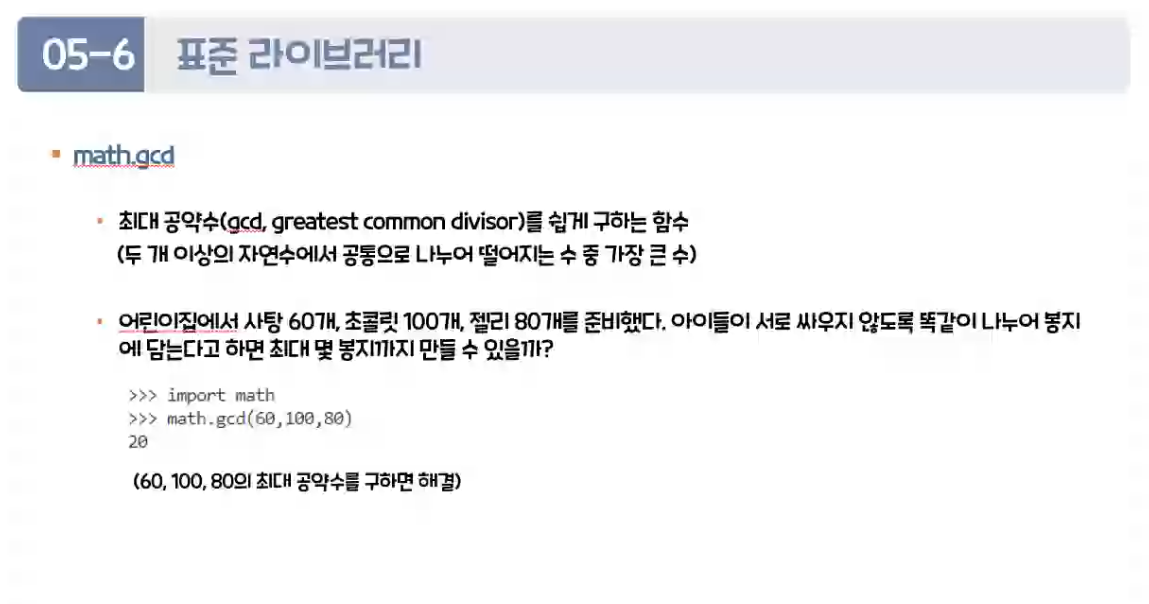 05-6 표준 라이브러리
math.gcd
최대 공약수(gcd, greatest common divisor)를 쉽게 구하는 함수
(두 개 이상의 자연수에서 공통으로 나누어 떨어지는 수 중 가장 큰 수)
어린이집에서 사탕 60개, 초콜릿 100개, 젤리 80개를 준비했다. 아이들이 서로 싸우지 않도록 똑같이 나누어 봉지
에 담는다고 하면 최대 몇 봉지까지 만들 수 있을까?
>>> import math
>>> math.gcd(60,100,80)
20
(60, 100, 80의 최대 공약수를 구하면 해결)